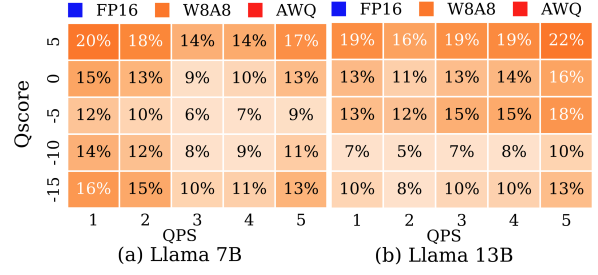 FP16 W8A8 AWQ FP16 W8A8 AWQ
Qscore
5 20% 18% 14% 14% 17% 19% 16% 19% 19% 22%
0 15% 13% 9% 10% 13% 13% 11% 13% 14% 16%
-5 12% 10% 6% 7% 9% 13% 12% 15% 15% 18%
-10 14% 12% 8% 9% 11% 7% 5% 7% 8% 10%
-15 16% 15% 10% 11% 13% 10% 8% 10% 10% 13%
1 2 3 4 5 1 2 3 4 5
QPS QPS
(a) Llama 7B (b) Llama 13B